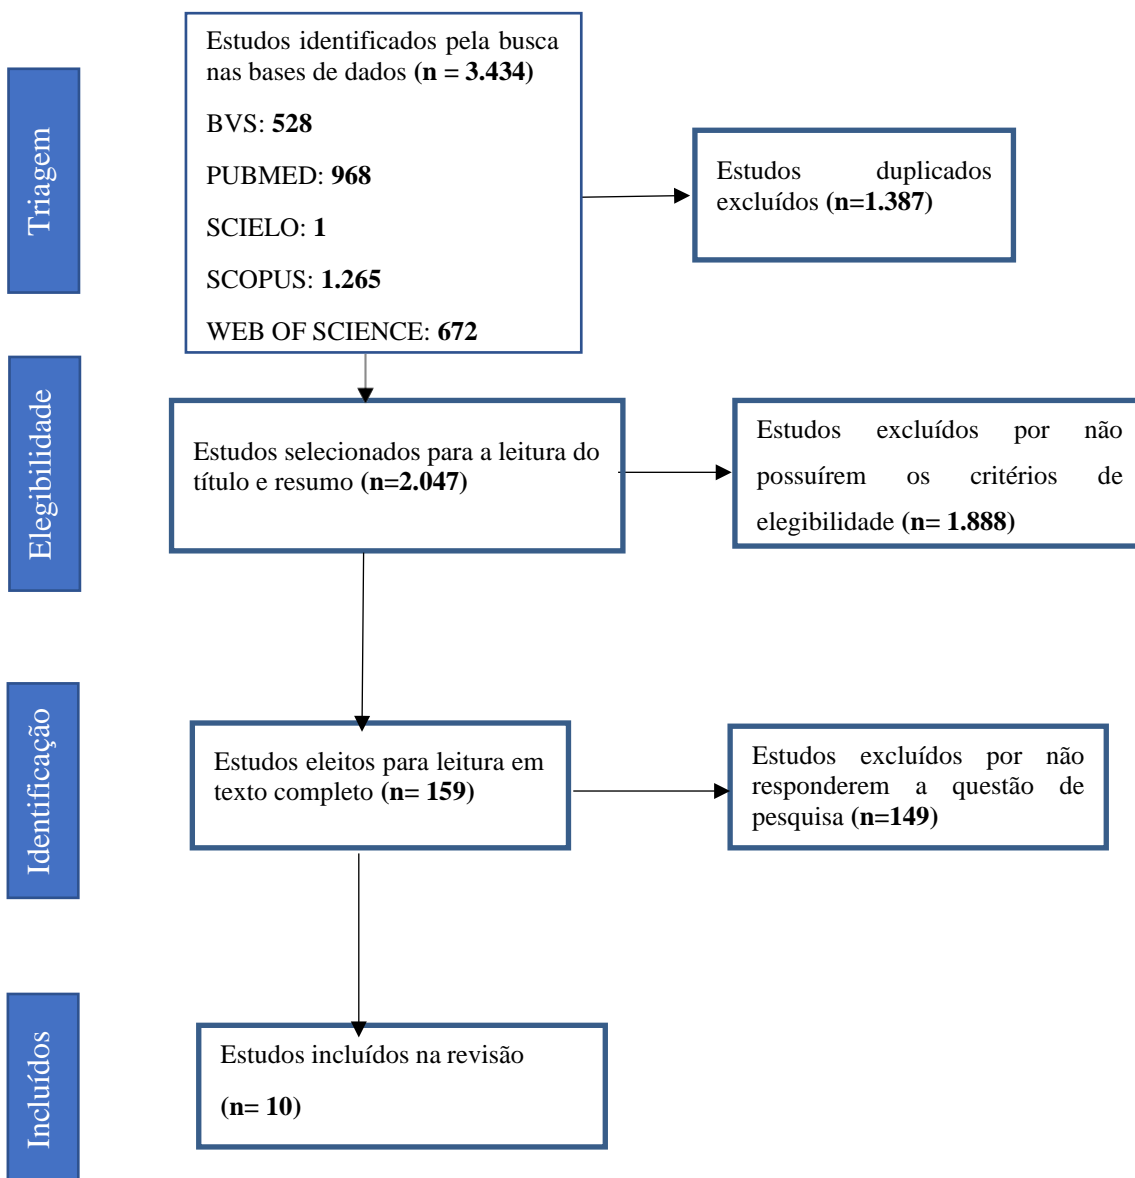 Triagem
Estudos identificados pela busca
nas bases de dados (n = 3.434)
BVS: 528
PUBMED: 968
SCIELO: 1
SCOPUS: 1.265
WEB OF SCIENCE: 672
Estudos duplicados
excluídos (n=1.387)
Elegibilidade
Estudos selecionados para a leitura do
título e resumo (n=2.047)
Estudos excluídos por não
possuírem os critérios de
elegibilidade (n= 1.888)
Identificação
Estudos eleitos para leitura em
texto completo (n= 159)
Estudos excluídos por não
responderem a questão de
pesquisa (n=149)
Incluídos
Estudos incluídos na revisão
(n= 10)